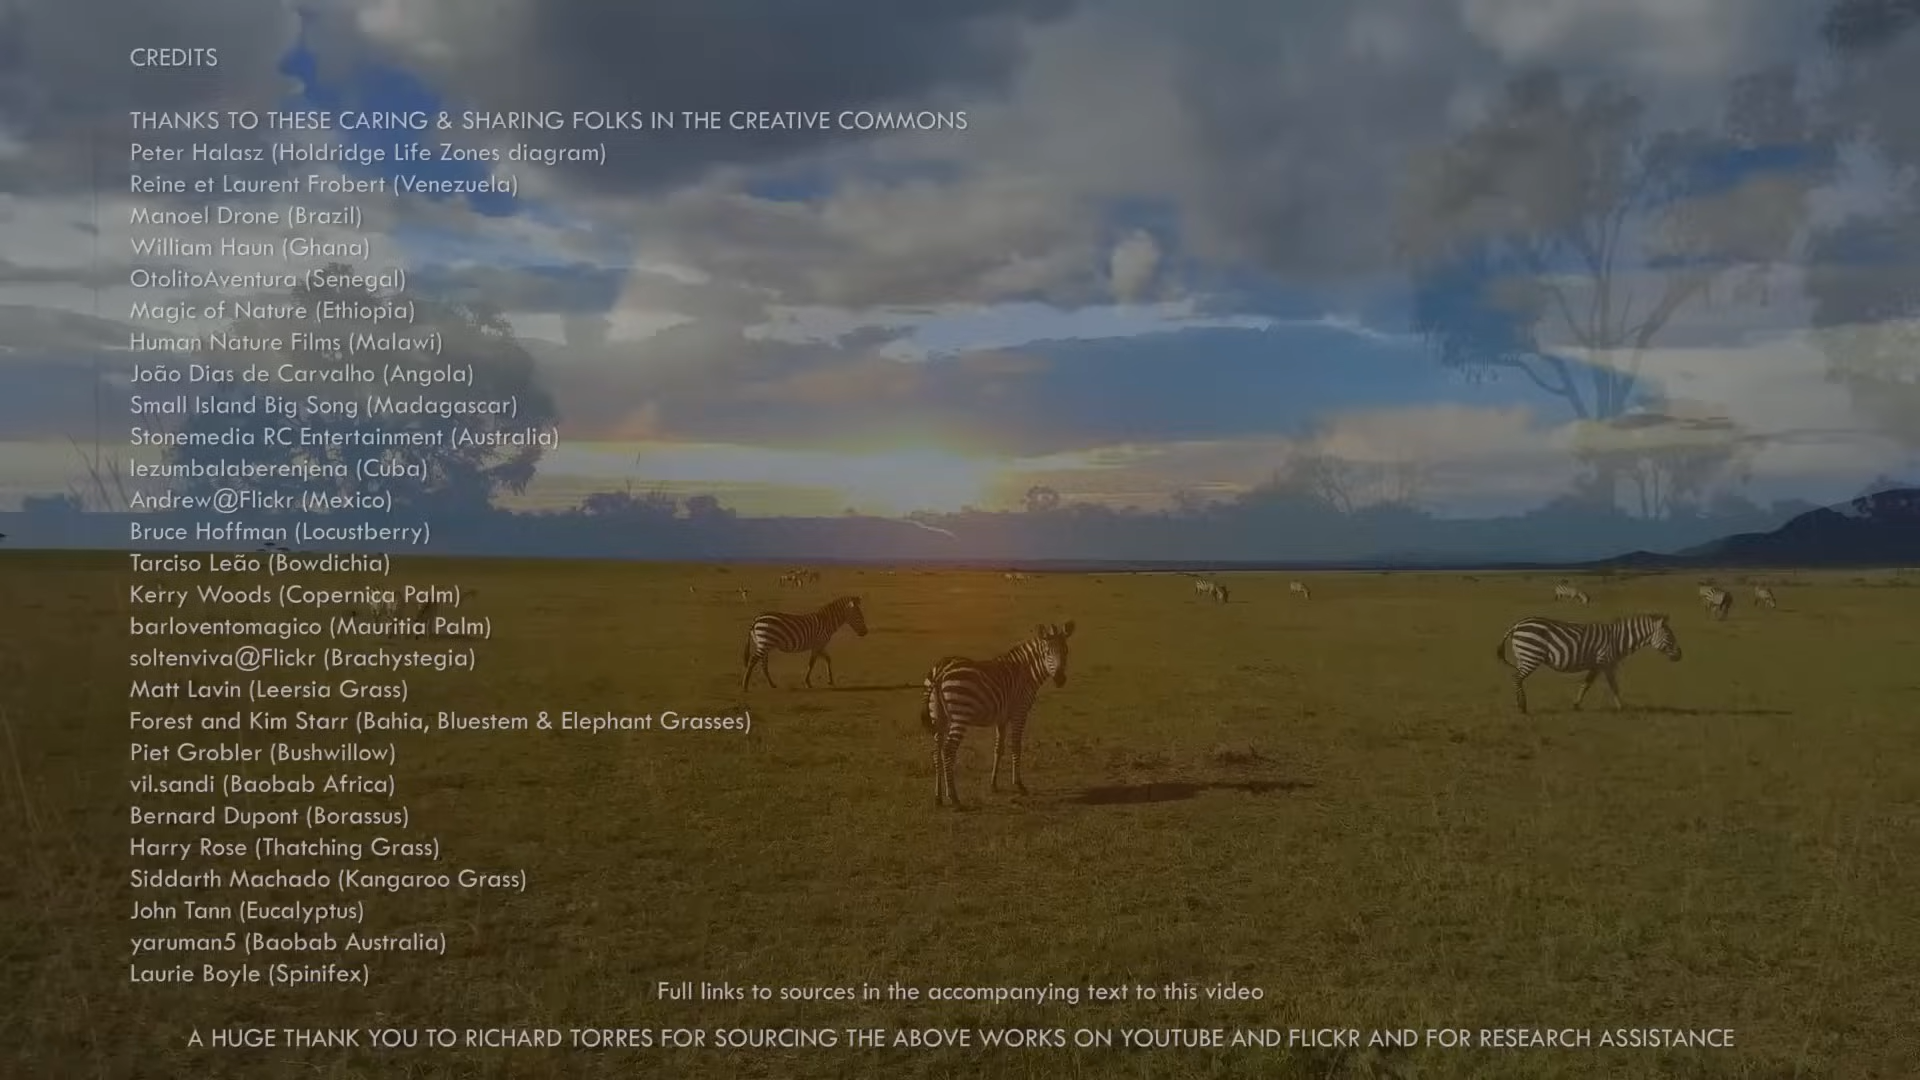 CREDITS
THANKS TO THESE CARING & SHARING FOLKS IN THE CREATIVE COMMONS
Peter Halasz (Holdridge Life Zones diagram)
Reine et Laurent Frobert (Venezuela)
Manoel Drone (Brazil)
William Haun (Ghana)
OtolitoAventura (Senegal)
Magic of Nature (Ethiopia)
Human Nature Films (Malawi)
João Dias de Carvalho (Angola)
Small Island Big Song (Madagascar)
Stonemedia RC Entertainment (Australia)
lezumbalaberenjena (Cuba)
Andrew@Flickr (Mexico)
Bruce Hoffman (Locustberry)
Tarciso Leão (Bowdichia)
Kerry Woods (Copernica Palm)
barloventomagico (Mauritia Palm)
soltenviva@Flickr (Brachystegia)
Matt Lavin (Leersia Grass)
Forest and Kim Starr (Bahia, Bluestem & Elephant Grasses)
Piet Grobler (Bushwillow)
vil.sandi (Baobab Africa)
Bernard Dupont (Borassus)
Harry Rose (Thatching Grass)
Siddarth Machado (Kangaroo Grass)
John Tann (Eucalyptus)
yaruman5 (Baobab Australia)
Laurie Boyle (Spinifex)
Full links to sources in the accompanying text to this video
A HUGE THANK YOU TO RICHARD TORRES FOR SOURCING THE ABOVE WORKS ON YOUTUBE AND FLICKR AND FOR RESEARCH ASSISTANCE